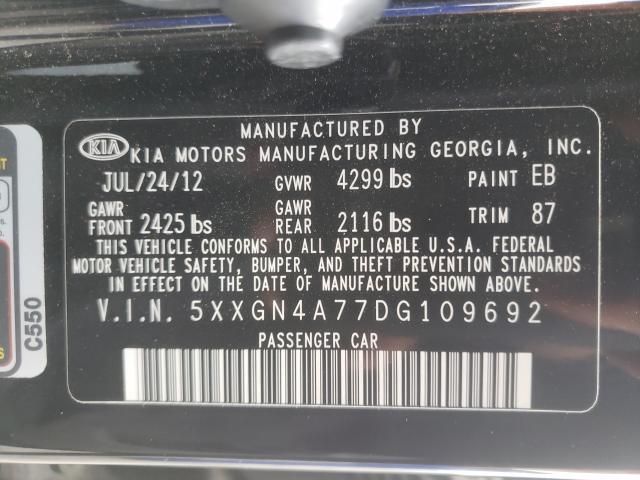 KIA
MANUFACTURED BY
KIA MOTORS MANUFACTURING GEORGIA, INC.
JUL/24/12 GVWR 4299 lbs PAINT EB
GAWR FRONT 2425 lbs GAWR REAR 2116 lbs TRIM 87
THIS VEHICLE CONFORMS TO ALL APPLICABLE U.S.A. FEDERAL
MOTOR VEHICLE SAFETY, BUMPER, AND THEFT PREVENTION STANDARDS
IN EFFECT ON THE DATE OF MANUFACTURE SHOWN ABOVE.
V.I.N. 5XXGN4A77DG109692
PASSENGER CAR
C550